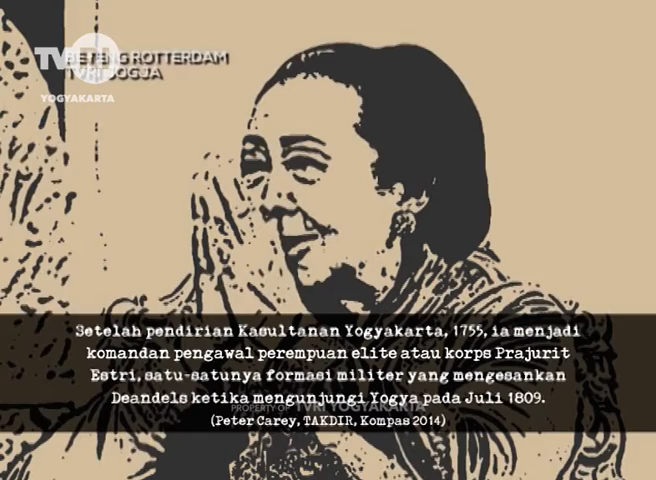 TVRI
BETENG ROTTERDAM
TVRI JOGJA
YOGYAKARTA
Setelah pendirian Kasultanan Yogyakarta, 1755, ia menjadi
komandan pengawal perempuan elite atau korps Prajurit
Estri, satu-satunya formasi militer yang mengesankan
Deandels ketika mengunjungi Yogya pada Juli 1809.
PROPERTY OF TVRI YOGYAKARTA
(Peter Carey, TAKDIR, Kompas 2014)